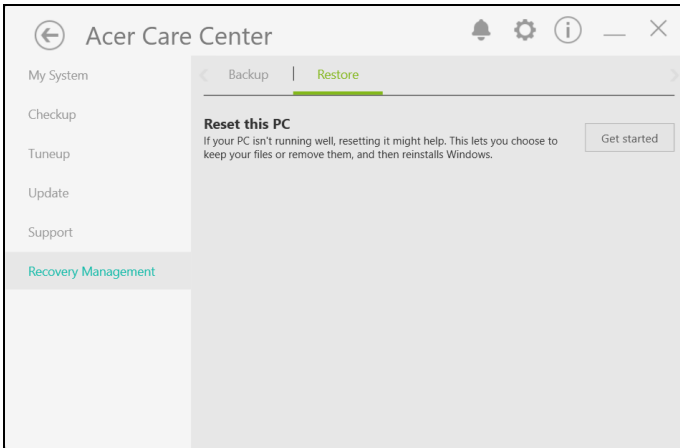 Acer Care Center
My System
Checkup
Tuneup
Update
Support
Recovery Management
Backup
Restore
Reset this PC
If your PC isn't running well, resetting it might help. This lets you choose to
keep your files or remove them, and then reinstalls Windows.
Get started